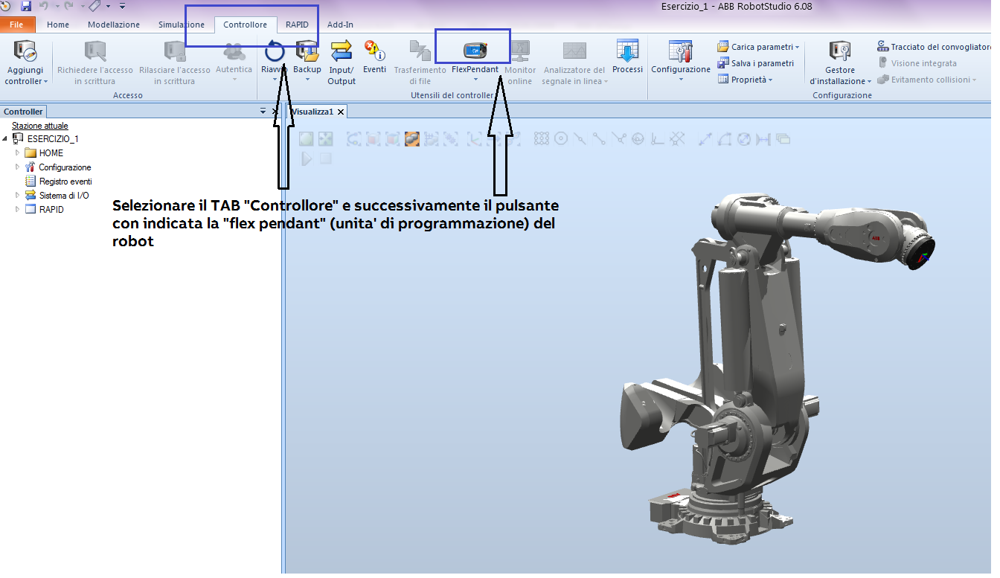 Esercizio_1 - ABB RobotStudio 6.08
File Home Modellazione Simulazione Controllore RAPID Add-In
Aggiungi
controller
Richiedere l'accesso
in scrittura
Rilasciare l'accesso
in scrittura
Autentica
Accesso
Riavvi
Backup
Input/
Output
Eventi
Trasferimento
di file
FlexPendant
Monitor
online
Analizzatore del
segnale in linea
Processi
Utensili del controller
Configurazione
Carica parametri
Salva i parametri
Proprietà
Gestore
d'installazione
Tracciato del convogliatore
Visione integrata
Evitamento collisioni
Configurazione
Controller
Stazione attuale
ESERCIZIO_1
HOME
Configurazione
Registro eventi
Sistema di I/O
RAPID
Visualizza1
Selezionare il TAB "Controllore" e successivamente il pulsante
con indicata la "flex pendant" (unita' di programmazione) del
robot
ABB